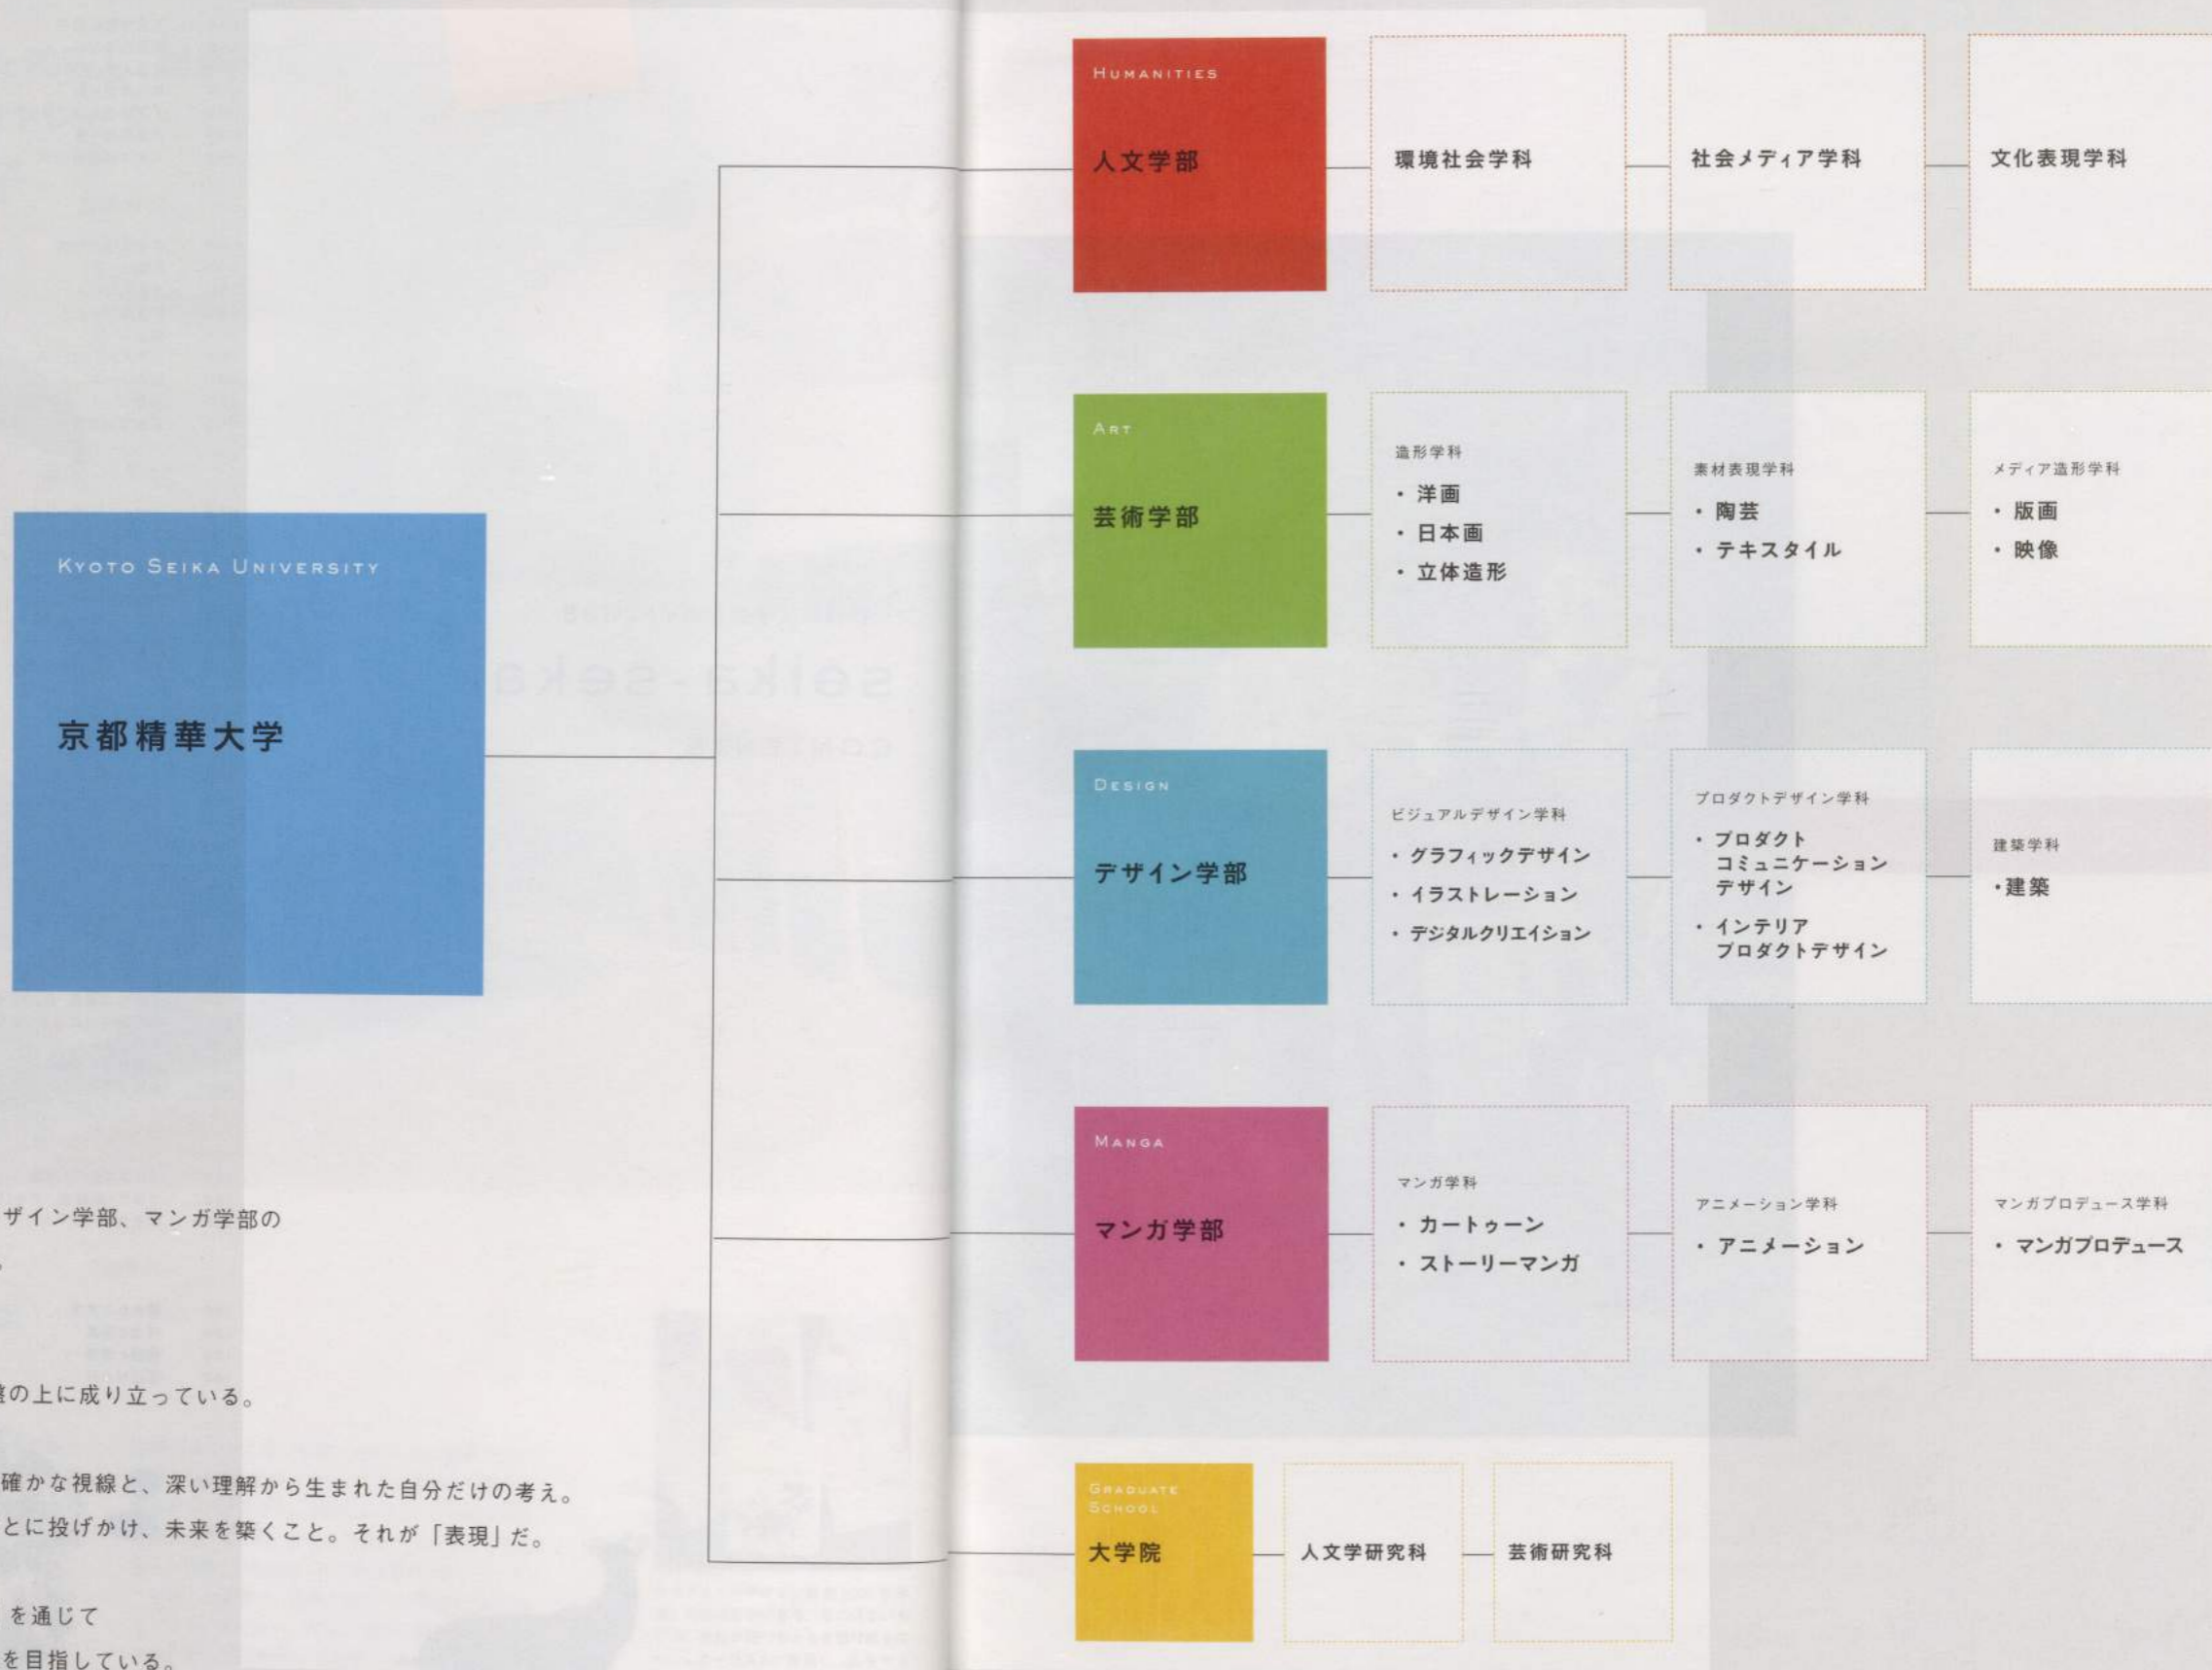 KYOTO SEIKA UNIVERSITY
京都精華大学
ザイン学部、マンガ学部の
。
の上に成り立っている。
確かな視線と、深い理解から生まれた自分だけの考え。
とに投げかけ、未来を築くこと。それが「表現」だ。
を通じて
を目指している。
HUMANITIES
人文学部
環境社会学科
社会メディア学科
文化表現学科
ART
芸術学部
造形学科
・洋画
・日本画
・立体造形
素材表現学科
・陶芸
・テキスタイル
メディア造形学科
・版画
・映像
DESIGN
デザイン学部
ビジュアルデザイン学科
・グラフィックデザイン
・イラストレーション
・デジタルクリエイション
プロダクトデザイン学科
・プロダクト
コミュニケーション
デザイン
・インテリア
プロダクトデザイン
建築学科
・建築
MANGA
マンガ学部
マンガ学科
・カートゥーン
・ストーリーマンガ
アニメーション学科
・アニメーション
マンガプロデュース学科
・マンガプロデュース
GRADUATE
SCHOOL
大学院
人文学研究科
芸術研究科